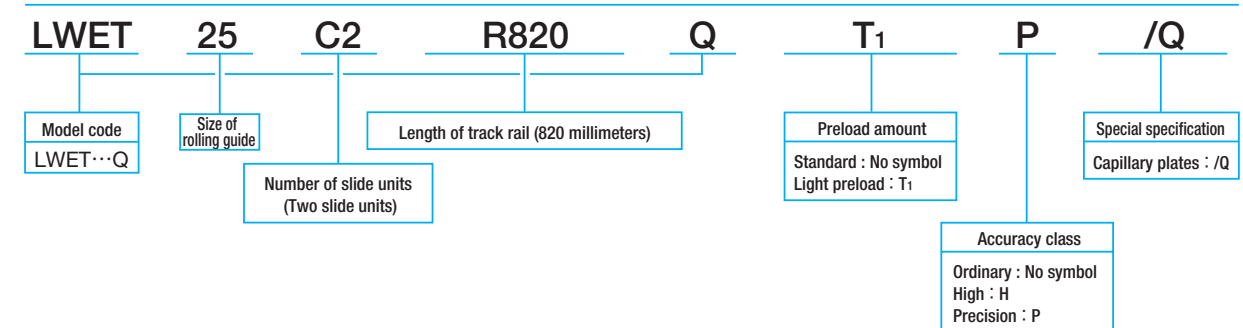 LWET 25 C2 R820 Q T1 P /Q
Model code
LWET⋯Q
Size of
rolling guide
Number of slide units
(Two slide units)
Length of track rail (820 millimeters)
Preload amount
Standard : No symbol
Light preload : T1
Accuracy class
Ordinary : No symbol
High : H
Precision : P
Special specification
Capillary plates : /Q